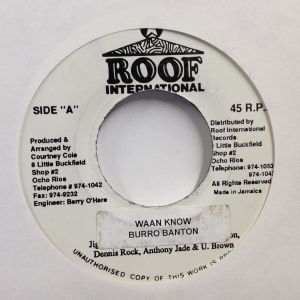 ROOF
INTERNATIONAL
SIDE "A"
45 R.P.
Produced &
Arranged by
Courtney Cole
8 Little Buckfield
Shop #2
Ocho Rios
Telephone # 974-1042
Fax: 974-9232
Engineer: Barry O'Hare
Distributed by
Roof International
Records
8 Little Buckfield
Shop #2
Ocho Rios
Telephone: 974-1053
974-1042
All Rights Reserved
Made in Jamaica
WAAN KNOW
BURRO BANTON
Dennis Rock, Anthony Jade & U. Brown
UNAUTHORISED COPY OF THIS WORK IS